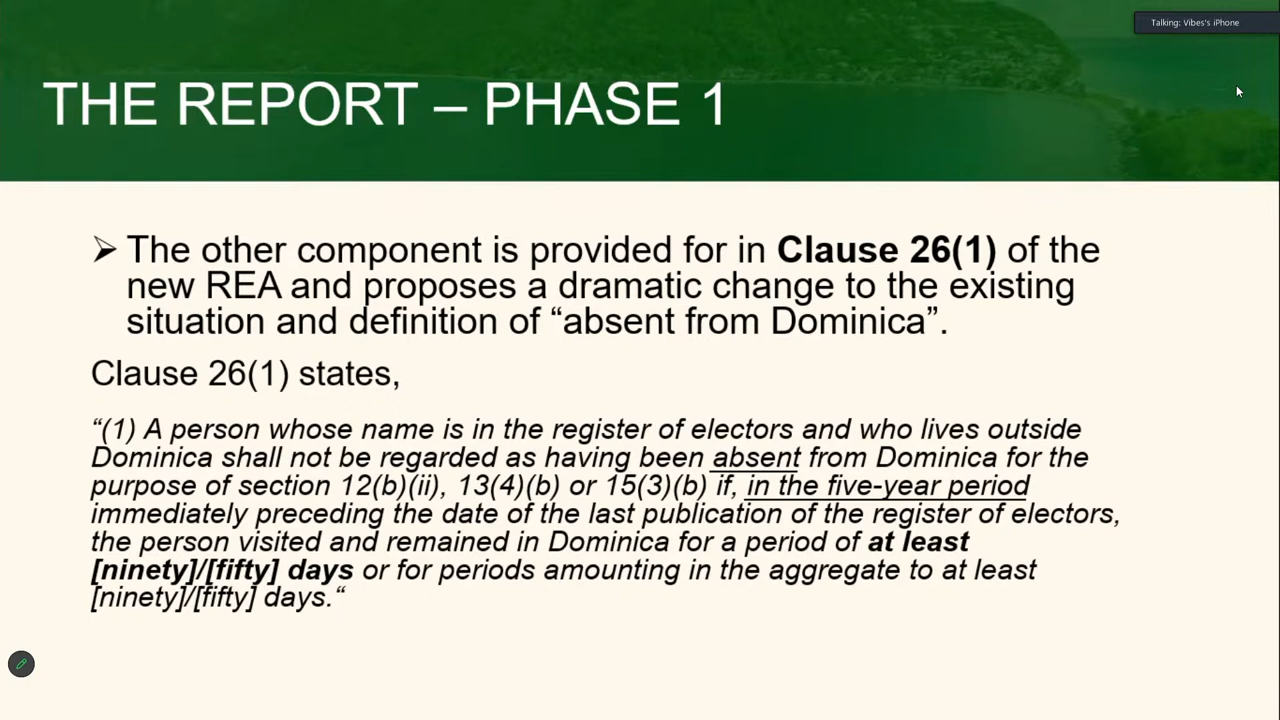 Talking: Vibes's iPhone
THE REPORT – PHASE 1
➢ The other component is provided for in Clause 26(1) of the
new REA and proposes a dramatic change to the existing
situation and definition of “absent from Dominica”.
Clause 26(1) states,
“(1) A person whose name is in the register of electors and who lives outside
Dominica shall not be regarded as having been absent from Dominica for the
purpose of section 12(b)(ii), 13(4)(b) or 15(3)(b) if, in the five-year period
immediately preceding the date of the last publication of the register of electors,
the person visited and remained in Dominica for a period of at least
[ninety]/[fifty] days or for periods amounting in the aggregate to at least
[ninety]/[fifty] days.“